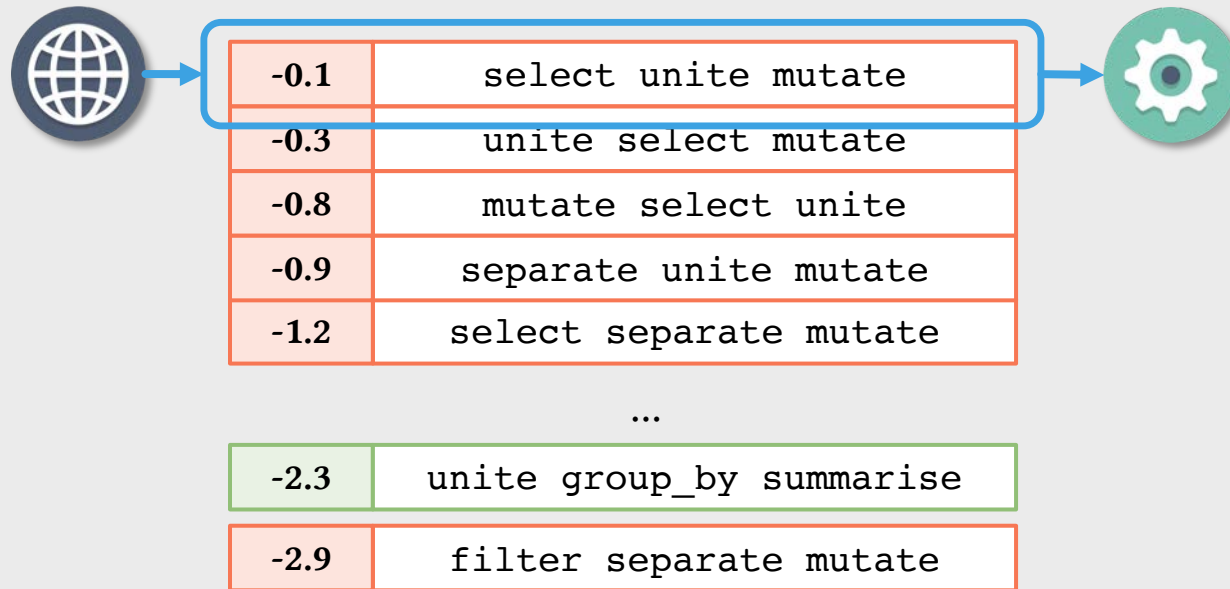 -0.1 select unite mutate
-0.3 unite select mutate
-0.8 mutate select unite
-0.9 separate unite mutate
-1.2 select separate mutate
...
-2.3 unite group_by summarise
-2.9 filter separate mutate